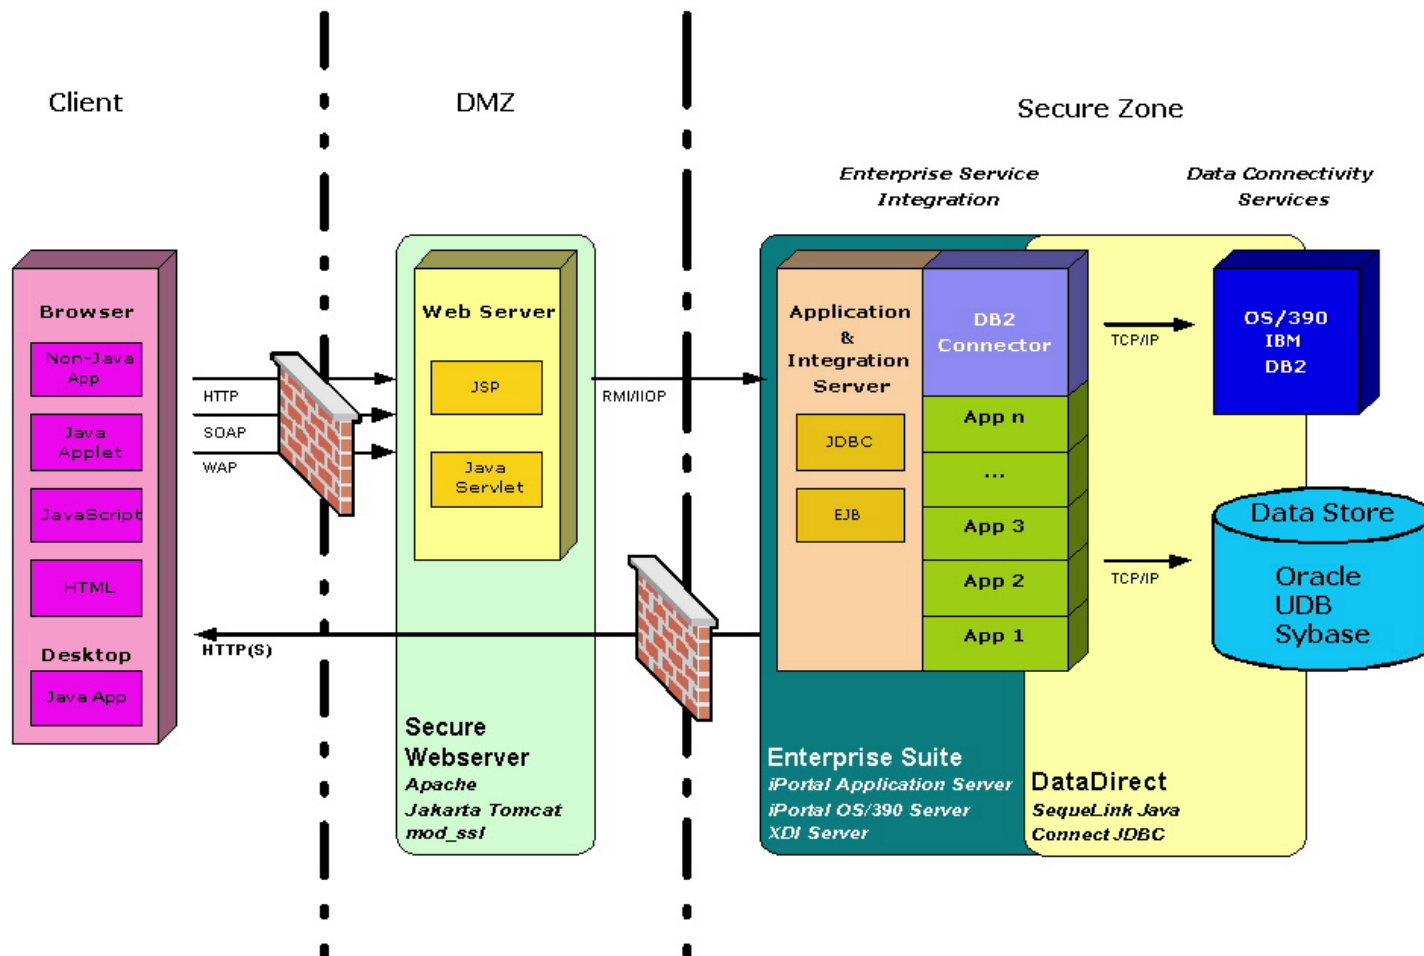 Client
DMZ
Secure Zone
Enterprise Service
Integration
Data Connectivity
Services
Browser
Non-Java
App
Java
Applet
JavaScript
HTML
Desktop
Java App
HTTP
SOAP
WAP
HTTP(S)
Web Server
JSP
Java
Servlet
Secure
Webserver
Apache
Jakarta Tomcat
mod_ssl
RMI/IIOP
Application
&
Integration
Server
JDBC
EJB
DB2
Connector
App n
...
App 3
App 2
App 1
Enterprise Suite
iPortal Application Server
iPortal OS/390 Server
XDI Server
TCP/IP
TCP/IP
OS/390
IBM
DB2
Data Store
Oracle
UDB
Sybase
DataDirect
SequeLink Java
Connect JDBC